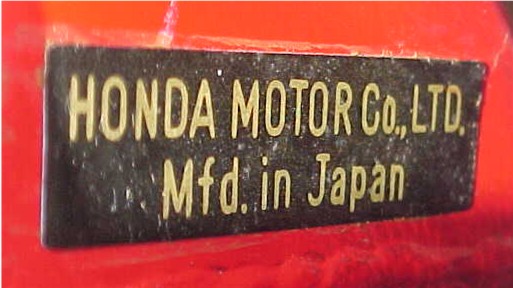 HONDA MOTOR Co., LTD.
Mfd. in Japan